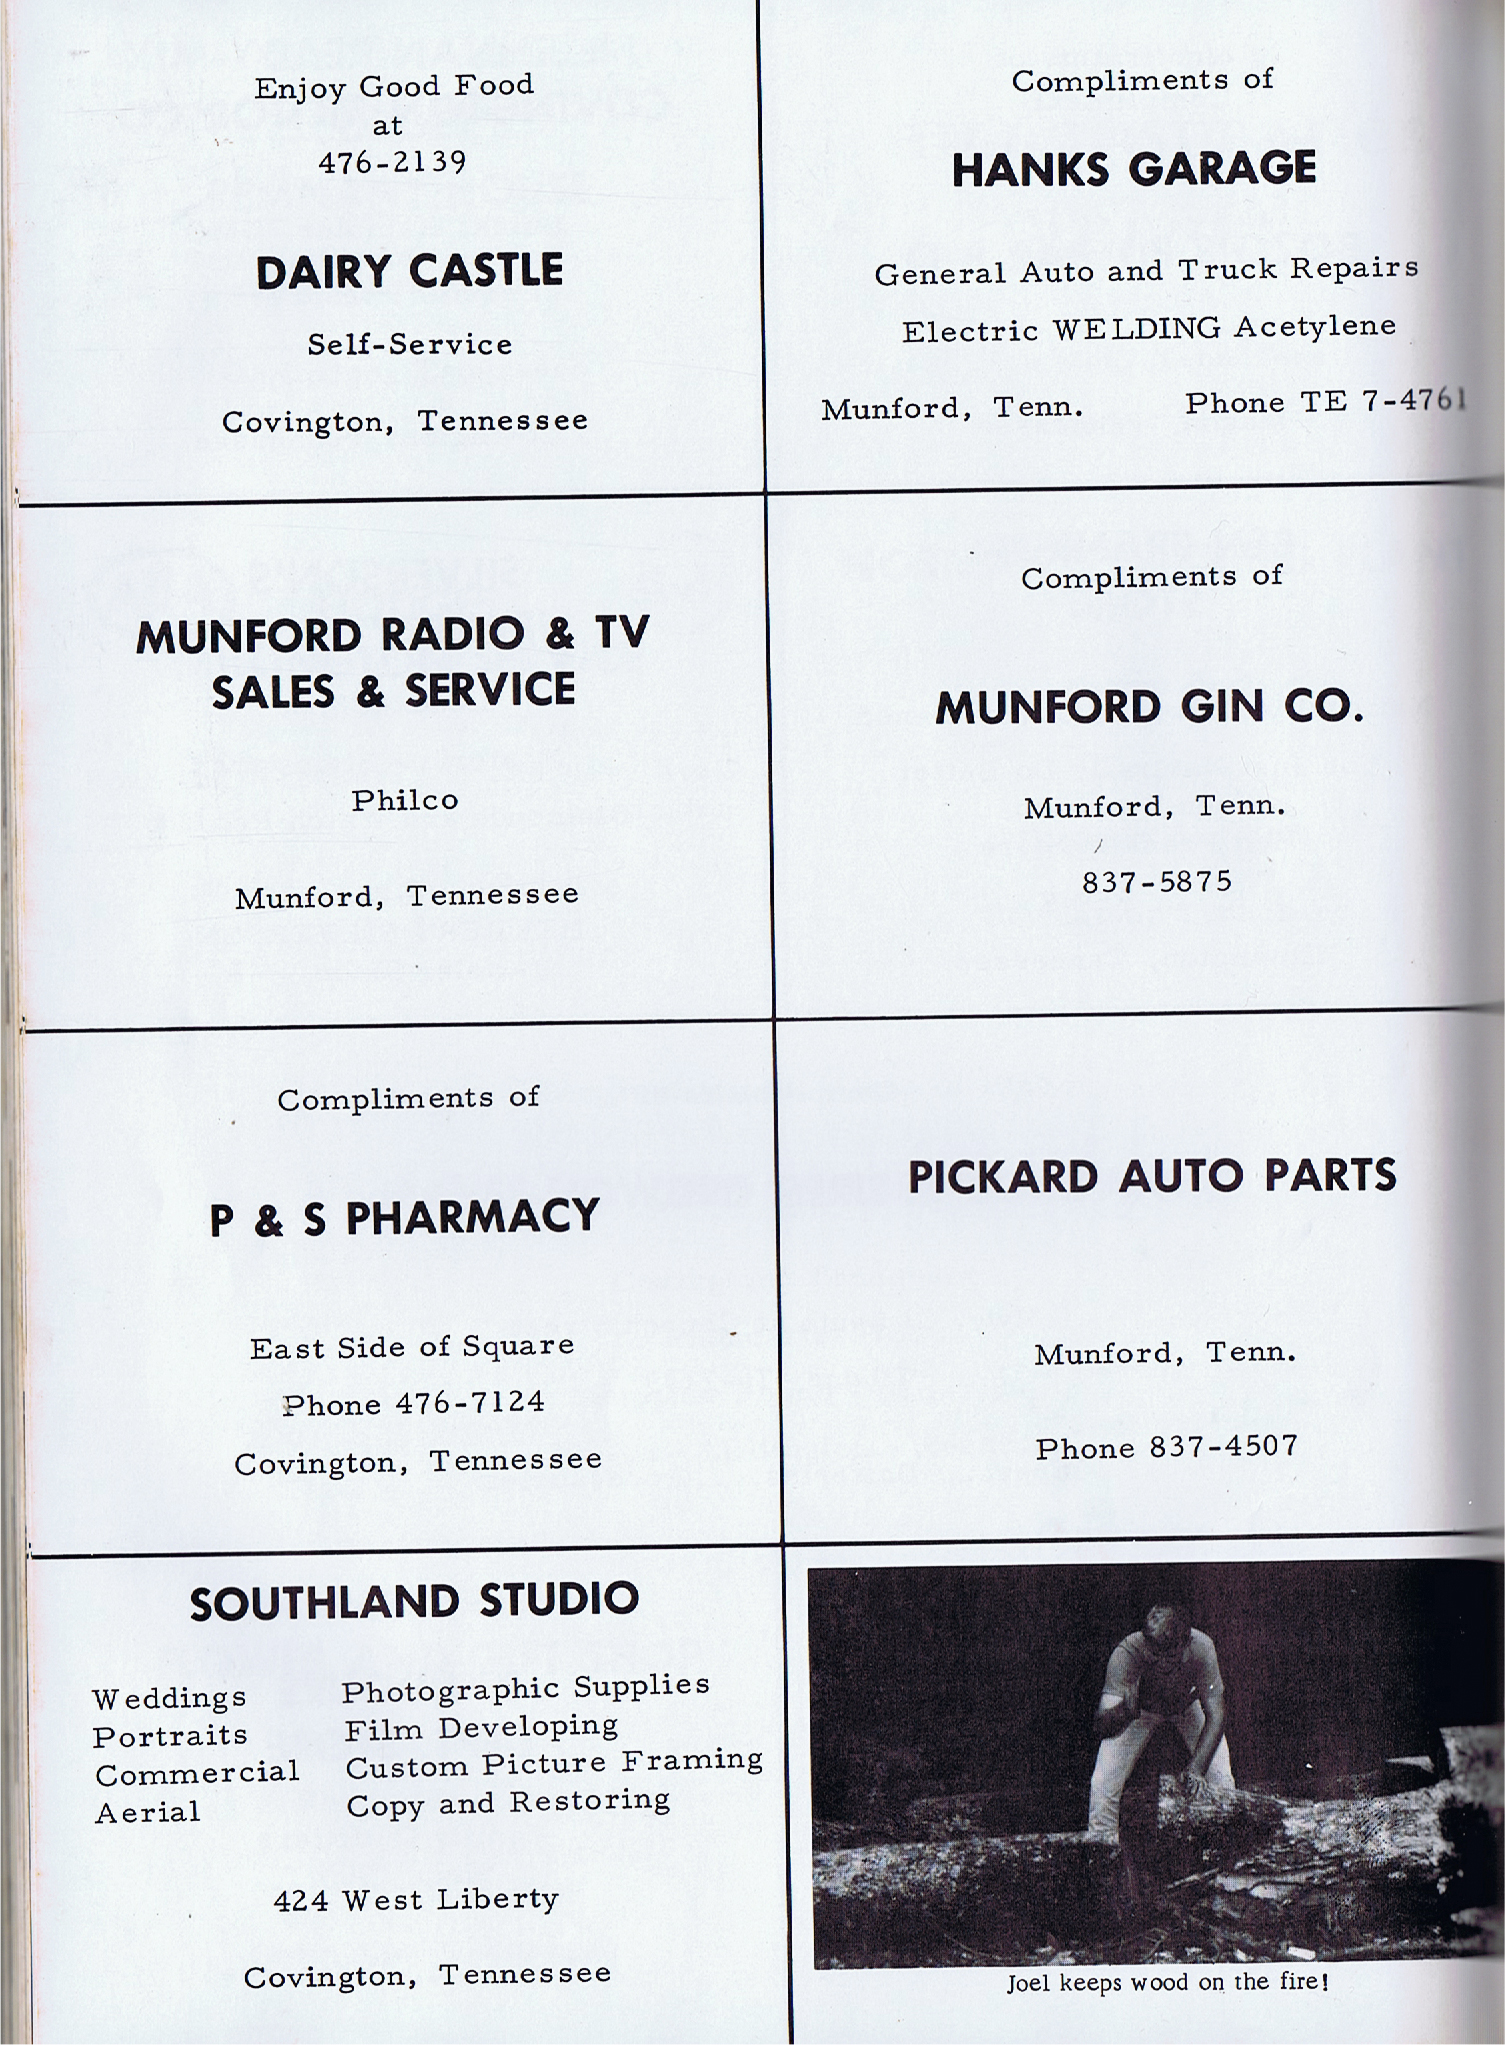 Enjoy Good Food
at
476-2139
DAIRY CASTLE
Self-Service
Covington, Tennessee
Compliments of
HANKS GARAGE
General Auto and Truck Repairs
Electric WELDING Acetylene
Munford, Tenn. Phone TE 7-4761
MUNFORD RADIO & TV
SALES & SERVICE
Philco
Munford, Tennessee
Compliments of
MUNFORD GIN CO.
Munford, Tenn.
837-5875
Compliments of
P & S PHARMACY
East Side of Square
Phone 476-7124
Covington, Tennessee
PICKARD AUTO PARTS
Munford, Tenn.
Phone 837-4507
SOUTHLAND STUDIO
Weddings Photographic Supplies
Portraits Film Developing
Commercial Custom Picture Framing
Aerial Copy and Restoring
424 West Liberty
Covington, Tennessee
Joel keeps wood on the fire!